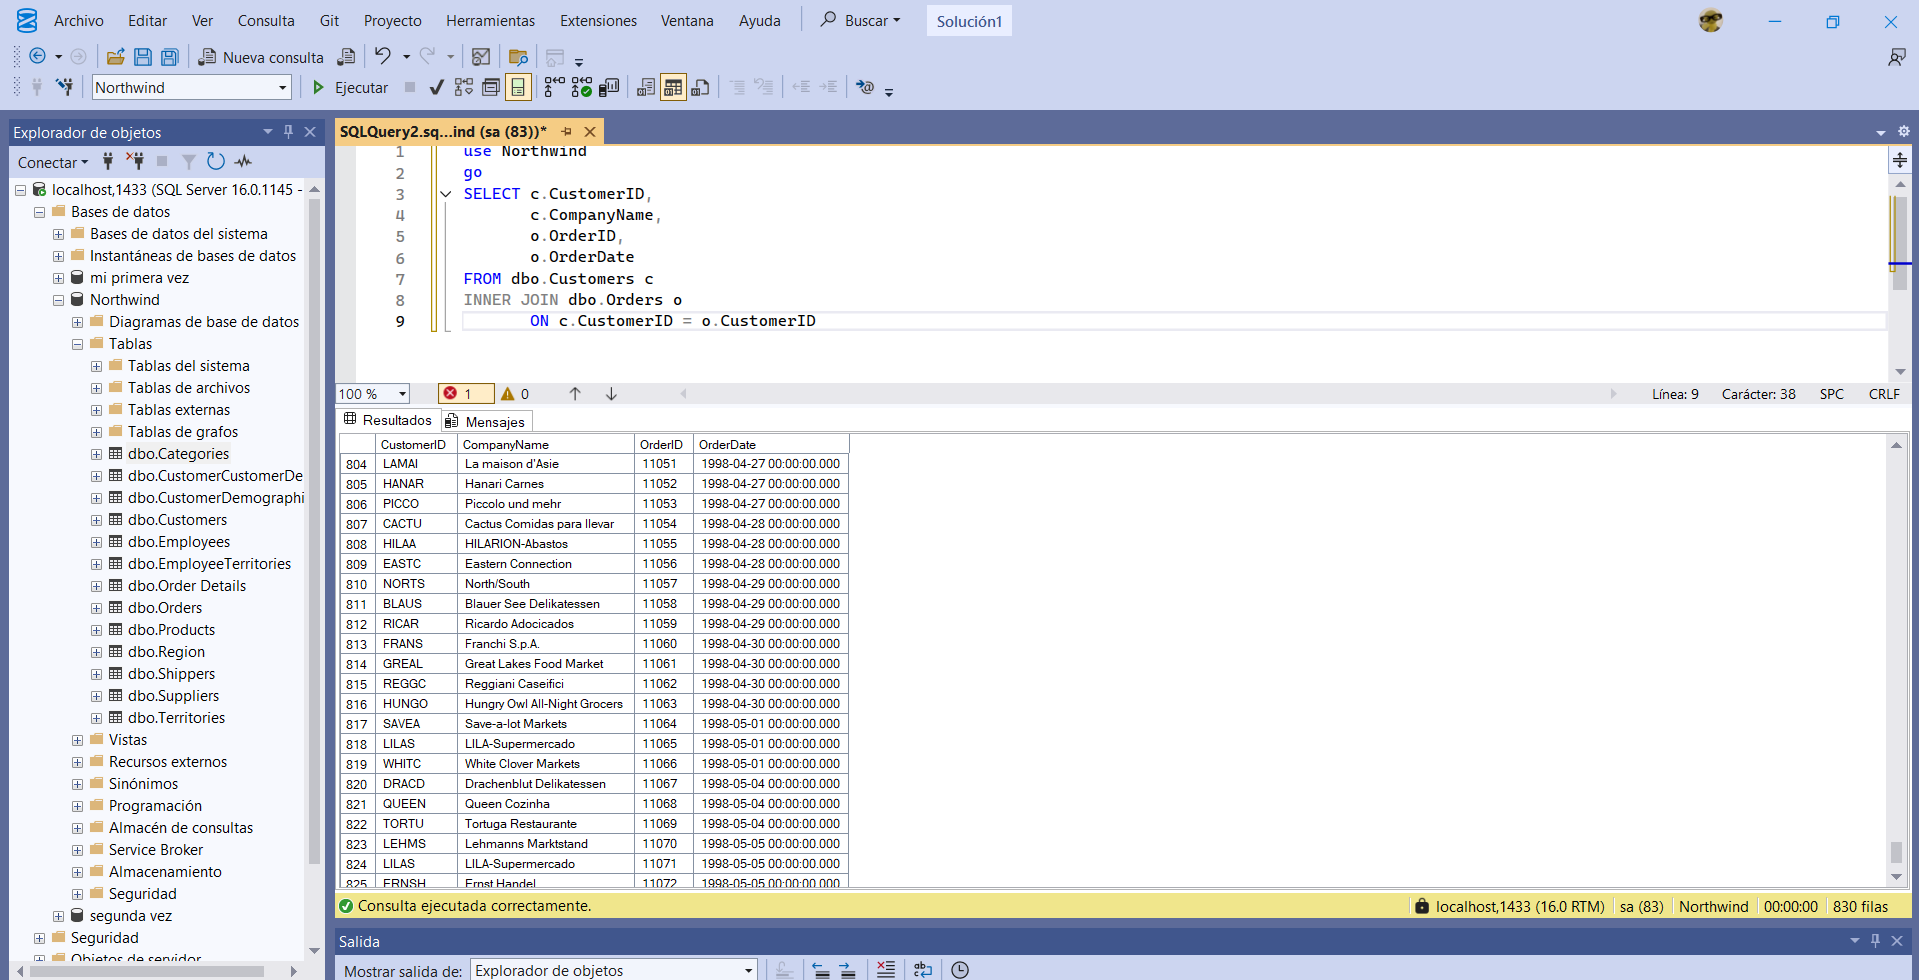 Archivo Editar Ver Consulta Git Proyecto Herramientas Extensiones Ventana Ayuda Buscar Solución1
Nueva consulta
Northwind Ejecutar
Explorador de objetos
Conectar
localhost,1433 (SQL Server 16.0.1145 -
Bases de datos
Bases de datos del sistema
Instantáneas de bases de datos
mi primera vez
Northwind
Diagramas de base de datos
Tablas
Tablas del sistema
Tablas de archivos
Tablas externas
Tablas de grafos
dbo.Categories
dbo.CustomerCustomerDe
dbo.CustomerDemographi
dbo.Customers
dbo.Employees
dbo.EmployeeTerritories
dbo.Order Details
dbo.Orders
dbo.Products
dbo.Region
dbo.Shippers
dbo.Suppliers
dbo.Territories
Vistas
Recursos externos
Sinónimos
Programación
Almacén de consultas
Service Broker
Almacenamiento
Seguridad
segunda vez
Seguridad
Objetos de servidor
SQLQuery2.sq...ind (sa (83))*
1 use Northwind
2 go
3 SELECT c.CustomerID,
4 c.CompanyName,
5 o.OrderID,
6 o.OrderDate
7 FROM dbo.Customers c
8 INNER JOIN dbo.Orders o
9 ON c.CustomerID = o.CustomerID
100 % 1 0 Línea: 9 Carácter: 38 SPC CRLF
Resultados Mensajes
CustomerID CompanyName OrderID OrderDate
804 LAMAI La maison d'Asie 11051 1998-04-27 00:00:00.000
805 HANAR Hanari Carnes 11052 1998-04-27 00:00:00.000
806 PICCO Piccolo und mehr 11053 1998-04-27 00:00:00.000
807 CACTU Cactus Comidas para llevar 11054 1998-04-28 00:00:00.000
808 HILAA HILARION-Abastos 11055 1998-04-28 00:00:00.000
809 EASTC Eastern Connection 11056 1998-04-28 00:00:00.000
810 NORTS North/South 11057 1998-04-29 00:00:00.000
811 BLAUS Blauer See Delikatessen 11058 1998-04-29 00:00:00.000
812 RICAR Ricardo Adocicados 11059 1998-04-29 00:00:00.000
813 FRANS Franchi S.p.A. 11060 1998-04-30 00:00:00.000
814 GREAL Great Lakes Food Market 11061 1998-04-30 00:00:00.000
815 REGGC Reggiani Caseifici 11062 1998-04-30 00:00:00.000
816 HUNGO Hungry Owl All-Night Grocers 11063 1998-04-30 00:00:00.000
817 SAVEA Save-a-lot Markets 11064 1998-05-01 00:00:00.000
818 LILAS LILA-Supermercado 11065 1998-05-01 00:00:00.000
819 WHITC White Clover Markets 11066 1998-05-01 00:00:00.000
820 DRACD Drachenblut Delikatessen 11067 1998-05-04 00:00:00.000
821 QUEEN Queen Cozinha 11068 1998-05-04 00:00:00.000
822 TORTU Tortuga Restaurante 11069 1998-05-04 00:00:00.000
823 LEHMS Lehmanns Marktstand 11070 1998-05-05 00:00:00.000
824 LILAS LILA-Supermercado 11071 1998-05-05 00:00:00.000
825 ERNSH Ernst Handel 11072 1998-05-05 00:00:00.000
Consulta ejecutada correctamente. localhost,1433 (16.0 RTM) sa (83) Northwind 00:00:00 830 filas
Salida
Mostrar salida de: Explorador de objetos